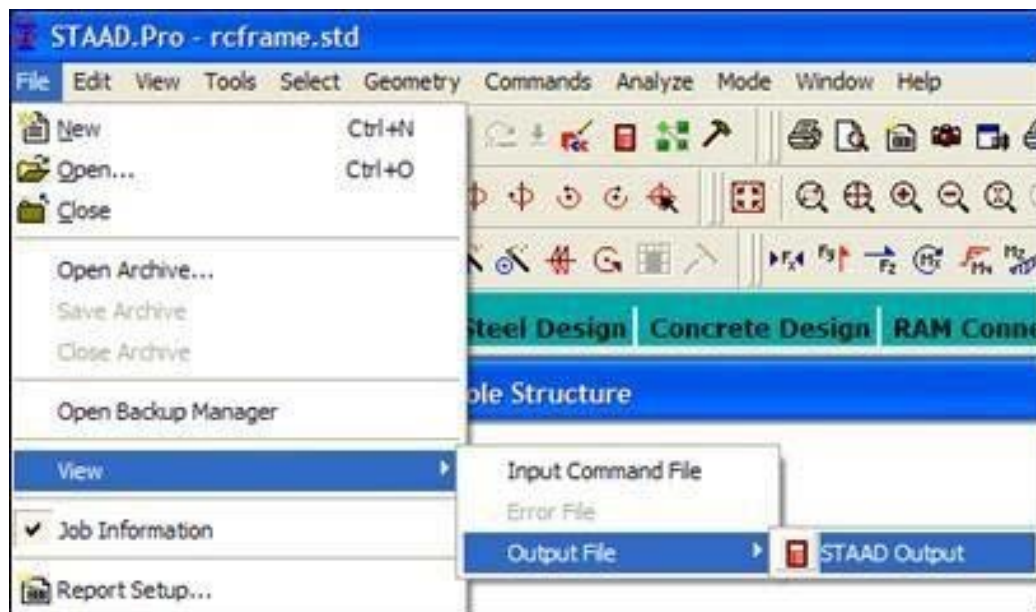 STAAD.Pro - rcframe.std
File Edit View Tools Select Geometry Commands Analyze Mode Window Help
New Ctrl+N
Open... Ctrl+O
Close
Open Archive...
Save Archive
Close Archive
Steel Design Concrete Design RAM Conne
ole Structure
Open Backup Manager
View
Input Command File
Error File
Job Information
Output File
STAAD Output
Report Setup...